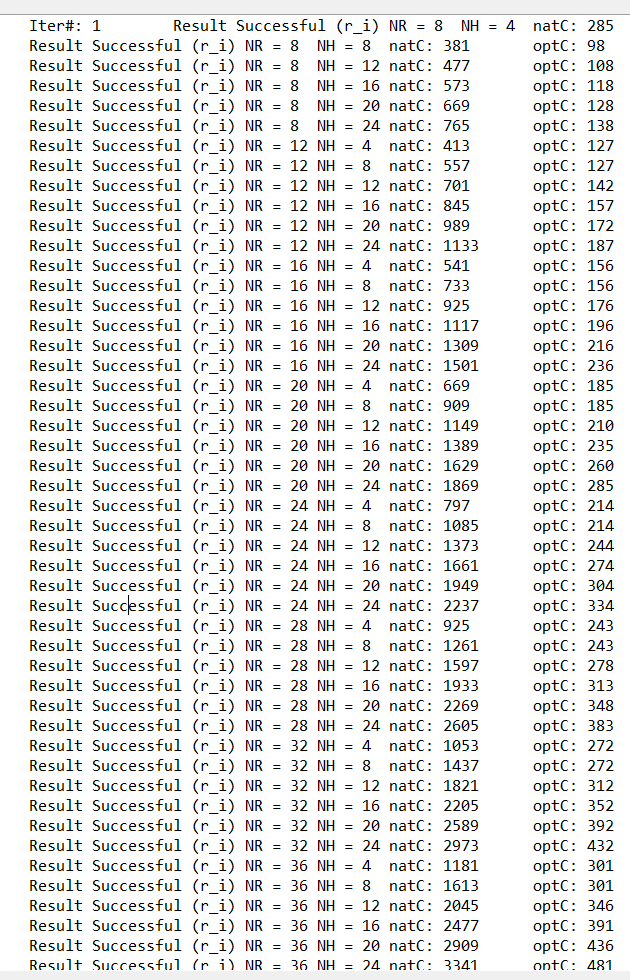 Iter#: 1        Result Successful (r_i) NR = 8  NH = 4  natC: 285
Result Successful (r_i) NR = 8  NH = 8  natC: 381       optC: 98
Result Successful (r_i) NR = 8  NH = 12 natC: 477       optC: 108
Result Successful (r_i) NR = 8  NH = 16 natC: 573       optC: 118
Result Successful (r_i) NR = 8  NH = 20 natC: 669       optC: 128
Result Successful (r_i) NR = 8  NH = 24 natC: 765       optC: 138
Result Successful (r_i) NR = 12 NH = 4  natC: 413       optC: 127
Result Successful (r_i) NR = 12 NH = 8  natC: 557       optC: 127
Result Successful (r_i) NR = 12 NH = 12 natC: 701       optC: 142
Result Successful (r_i) NR = 12 NH = 16 natC: 845       optC: 157
Result Successful (r_i) NR = 12 NH = 20 natC: 989       optC: 172
Result Successful (r_i) NR = 12 NH = 24 natC: 1133      optC: 187
Result Successful (r_i) NR = 16 NH = 4  natC: 541       optC: 156
Result Successful (r_i) NR = 16 NH = 8  natC: 733       optC: 156
Result Successful (r_i) NR = 16 NH = 12 natC: 925       optC: 176
Result Successful (r_i) NR = 16 NH = 16 natC: 1117      optC: 196
Result Successful (r_i) NR = 16 NH = 20 natC: 1309      optC: 216
Result Successful (r_i) NR = 16 NH = 24 natC: 1501      optC: 236
Result Successful (r_i) NR = 20 NH = 4  natC: 669       optC: 185
Result Successful (r_i) NR = 20 NH = 8  natC: 909       optC: 185
Result Successful (r_i) NR = 20 NH = 12 natC: 1149      optC: 210
Result Successful (r_i) NR = 20 NH = 16 natC: 1389      optC: 235
Result Successful (r_i) NR = 20 NH = 20 natC: 1629      optC: 260
Result Successful (r_i) NR = 20 NH = 24 natC: 1869      optC: 285
Result Successful (r_i) NR = 24 NH = 4  natC: 797       optC: 214
Result Successful (r_i) NR = 24 NH = 8  natC: 1085      optC: 214
Result Successful (r_i) NR = 24 NH = 12 natC: 1373      optC: 244
Result Successful (r_i) NR = 24 NH = 16 natC: 1661      optC: 274
Result Successful (r_i) NR = 24 NH = 20 natC: 1949      optC: 304
Result Successful (r_i) NR = 24 NH = 24 natC: 2237      optC: 334
Result Successful (r_i) NR = 28 NH = 4  natC: 925       optC: 243
Result Successful (r_i) NR = 28 NH = 8  natC: 1261      optC: 243
Result Successful (r_i) NR = 28 NH = 12 natC: 1597      optC: 278
Result Successful (r_i) NR = 28 NH = 16 natC: 1933      optC: 313
Result Successful (r_i) NR = 28 NH = 20 natC: 2269      optC: 348
Result Successful (r_i) NR = 28 NH = 24 natC: 2605      optC: 383
Result Successful (r_i) NR = 32 NH = 4  natC: 1053      optC: 272
Result Successful (r_i) NR = 32 NH = 8  natC: 1437      optC: 272
Result Successful (r_i) NR = 32 NH = 12 natC: 1821      optC: 312
Result Successful (r_i) NR = 32 NH = 16 natC: 2205      optC: 352
Result Successful (r_i) NR = 32 NH = 20 natC: 2589      optC: 392
Result Successful (r_i) NR = 32 NH = 24 natC: 2973      optC: 432
Result Successful (r_i) NR = 36 NH = 4  natC: 1181      optC: 301
Result Successful (r_i) NR = 36 NH = 8  natC: 1613      optC: 301
Result Successful (r_i) NR = 36 NH = 12 natC: 2045      optC: 346
Result Successful (r_i) NR = 36 NH = 16 natC: 2477      optC: 391
Result Successful (r_i) NR = 36 NH = 20 natC: 2909      optC: 436
Result Successful (r_i) NR = 36 NH = 24 natC: 3341      optC: 481